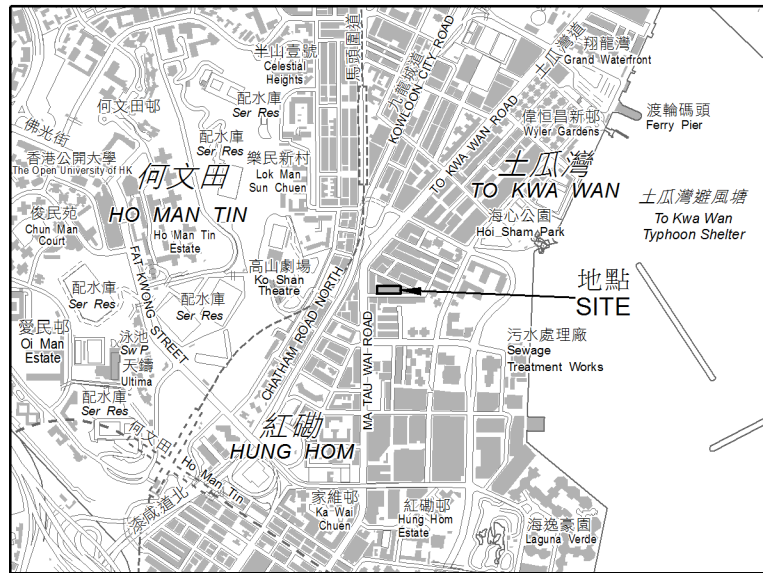 半山壹號
Celestial
Heights
馬頭圍道
九龍城道
KOWLOON CITY ROAD
土瓜灣道
TO KWA WAN ROAD
翔龍灣
Grand Waterfront
偉恒昌新邨
Wyler Gardens
渡輪碼頭
Ferry Pier
何文田邨
配水庫
Ser Res
配水庫
Ser Res
佛光街
香港公開大學
The Open University of HK
何文田
HO MAN TIN
樂民新村
Lok Man
Sun Chuen
土瓜灣
TO KWA WAN
土瓜灣避風塘
To Kwa Wan
Typhoon Shelter
俊民苑
Chun Man
Court
Ho Man Tin
Estate
海心公園
Hoi Sham Park
高山劇場
Ko Shan
Theatre
FAT KWONG STREET
CHATHAM ROAD NORTH
MA TAU WAI ROAD
地點
SITE
配水庫
Ser Res
配水庫
Ser Res
愛民邨
Oi Man
Estate
泳池
Sw P
天鑄
Ultima
污水處理廠
Sewage
Treatment Works
配水庫
Ser Res
何文田
Ho Man Tin
紅磡
HUNG HOM
漆咸道北
家維邨
Ka Wai
Chuen
紅磡邨
Hung Hom
Estate
海逸豪園
Laguna Verde